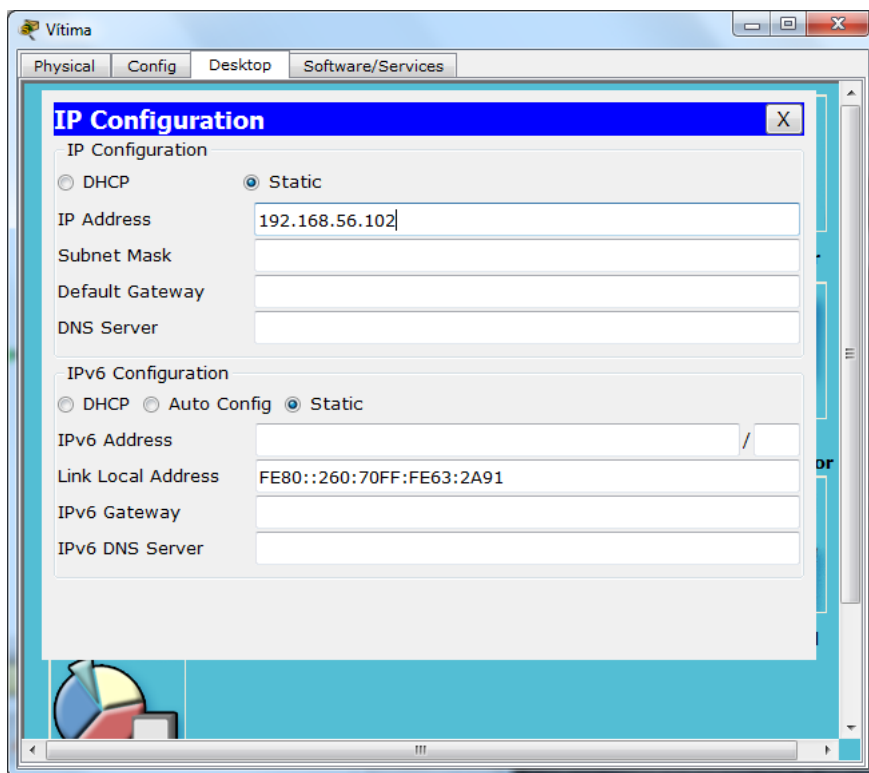 Vítima
Physical Config Desktop Software/Services
IP Configuration X
IP Configuration
DHCP Static
IP Address 192.168.56.102
Subnet Mask
Default Gateway
DNS Server
IPv6 Configuration
DHCP Auto Config Static
IPv6 Address /
Link Local Address FE80::260:70FF:FE63:2A91
or
IPv6 Gateway
IPv6 DNS Server